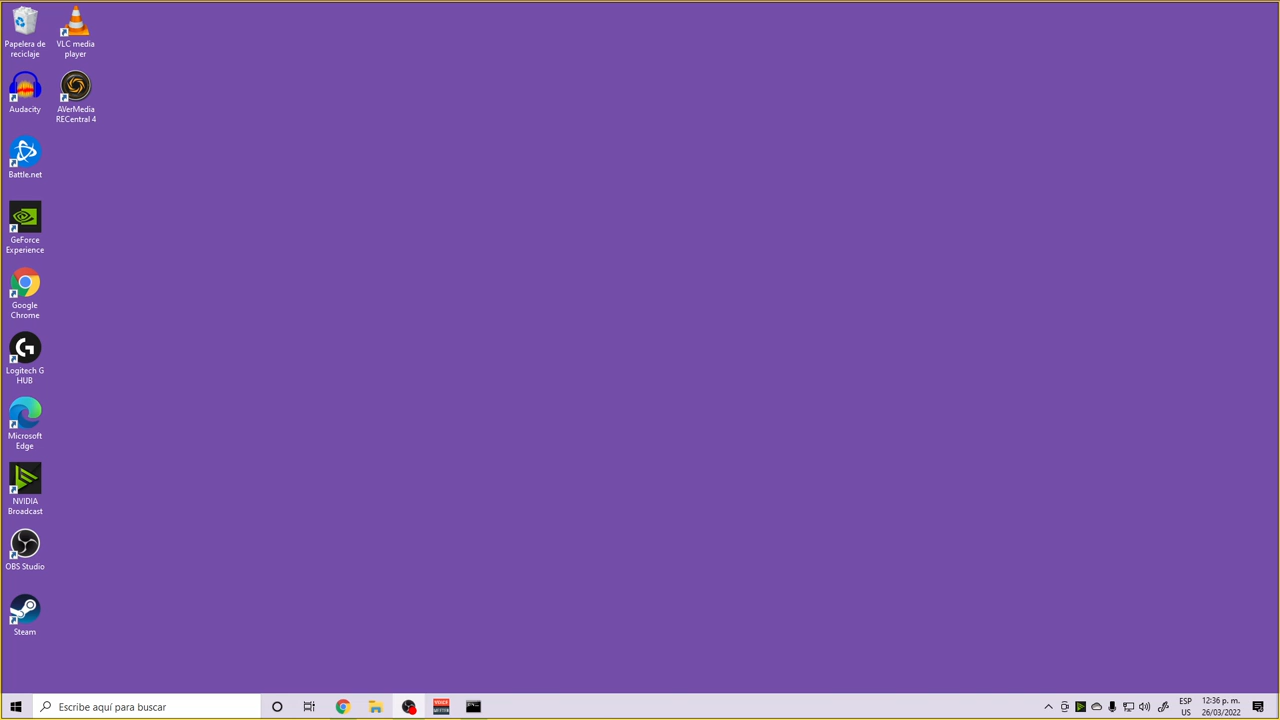 Papelera de
reciclaje
VLC media
player
Audacity
AVerMedia
RECentral 4
Battle.net
GeForce
Experience
Google
Chrome
Logitech G
HUB
Microsoft
Edge
NVIDIA
Broadcast
OBS Studio
Steam
Escribe aquí para buscar
ESP
US
12:36 p. m.
26/03/2022